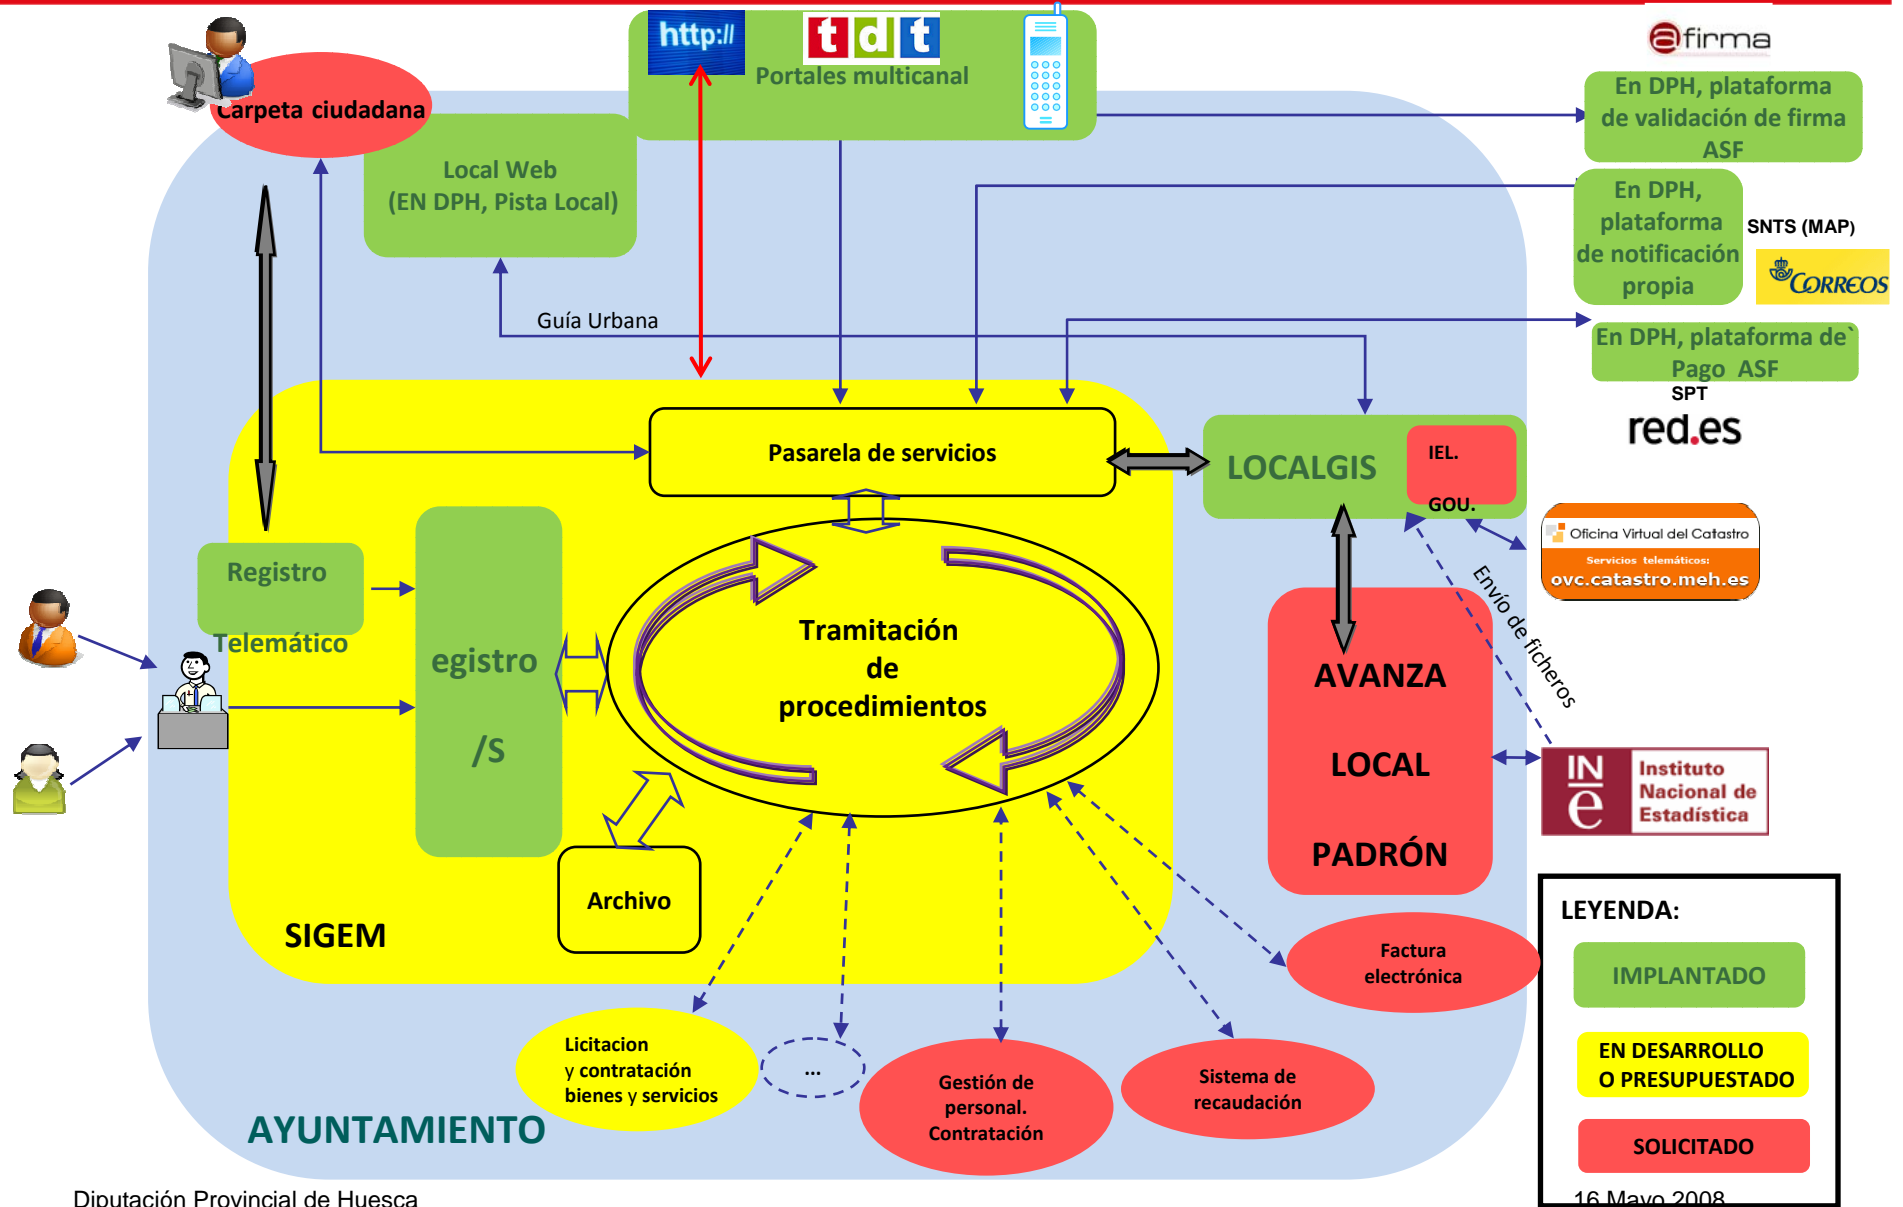 http://
tdt
Portales multicanal
@firma
Carpeta ciudadana
En DPH, plataforma
de validación de firma
ASF
Local Web
(EN DPH, Pista Local)
En DPH,
plataforma
de notificación
propia
SNTS (MAP)
CORREOS
Guía Urbana
En DPH, plataforma de`
Pago ASF
SPT
red.es
Pasarela de servicios
LOCALGIS
IEL.
GOU.
Oficina Virtual del Catastro
Servicios telemáticos:
ovc.catastro.meh.es
Registro
Telemático
egistro
/S
Tramitación
de
procedimientos
Envío de ficheros
AVANZA
LOCAL
PADRÓN
INe
Instituto
Nacional de
Estadística
Archivo
SIGEM
LEYENDA:
IMPLANTADO
EN DESARROLLO
O PRESUPUESTADO
SOLICITADO
Factura
electrónica
Licitacion
y contratación
bienes y servicios
...
Gestión de
personal.
Contratación
Sistema de
recaudación
AYUNTAMIENTO
Diputación Provincial de Huesca
16 Mayo 2008